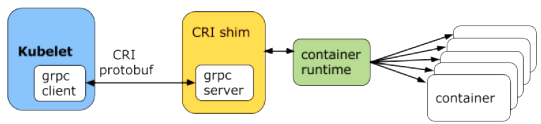 Kubelet
grpc
client
CRI
protobuf
CRI shim
grpc
server
container
runtime
container